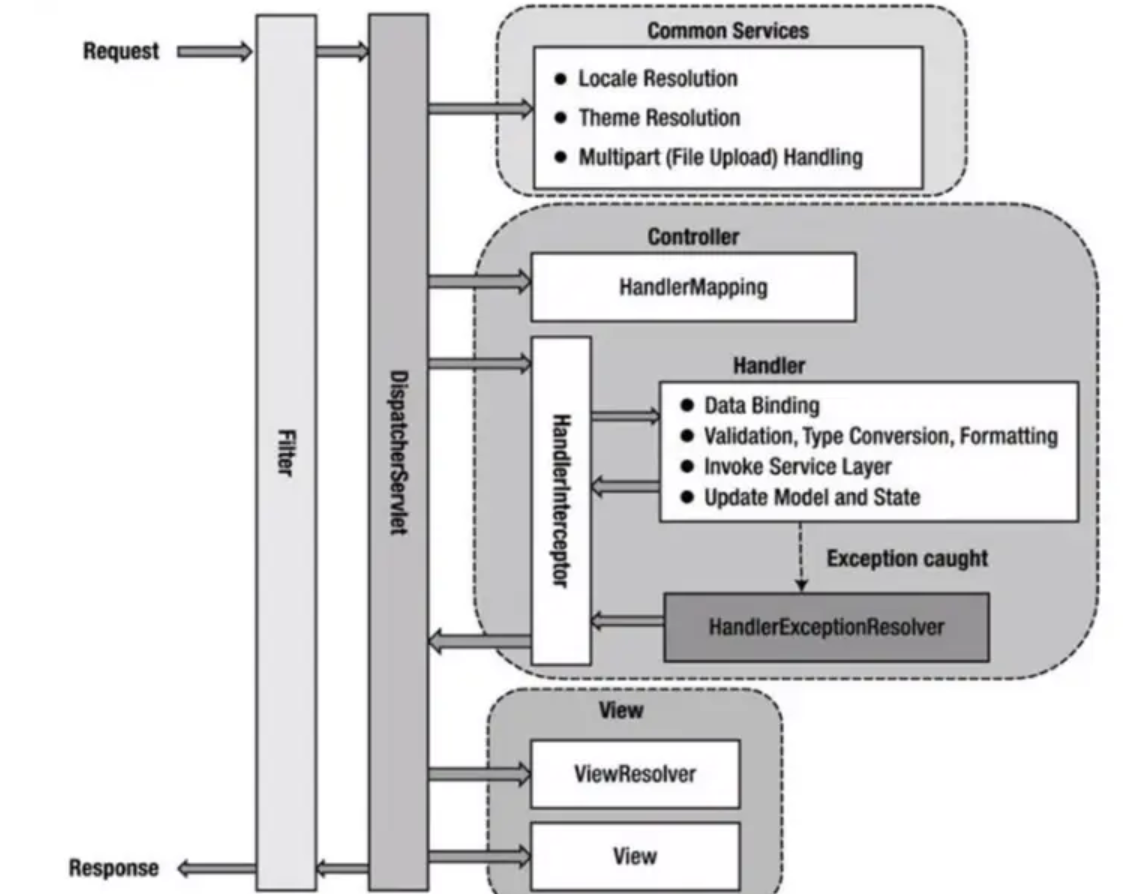 Request
Common Services
● Locale Resolution
● Theme Resolution
● Multipart (File Upload) Handling
Controller
HandlerMapping
Filter
DispatcherServlet
HandlerInterceptor
Handler
● Data Binding
● Validation, Type Conversion, Formatting
● Invoke Service Layer
● Update Model and State
Exception caught
HandlerExceptionResolver
View
ViewResolver
View
Response